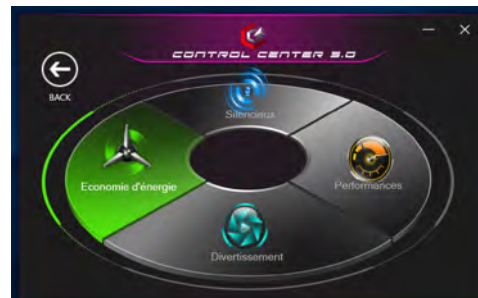 CONTROL CENTER 3.0
BACK
Silencieux
Economie d'énergie
Performances
Divertissement